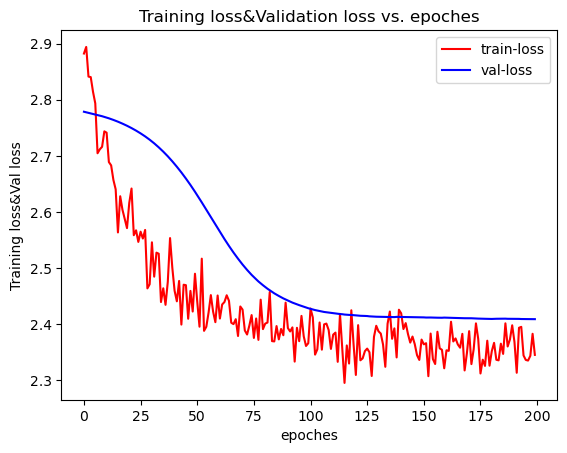 Training loss&Validation loss vs. epoches
train-loss
val-loss
Training loss&Val loss
2.9
2.8
2.7
2.6
2.5
2.4
2.3
0 25 50 75 100 125 150 175 200
epoches